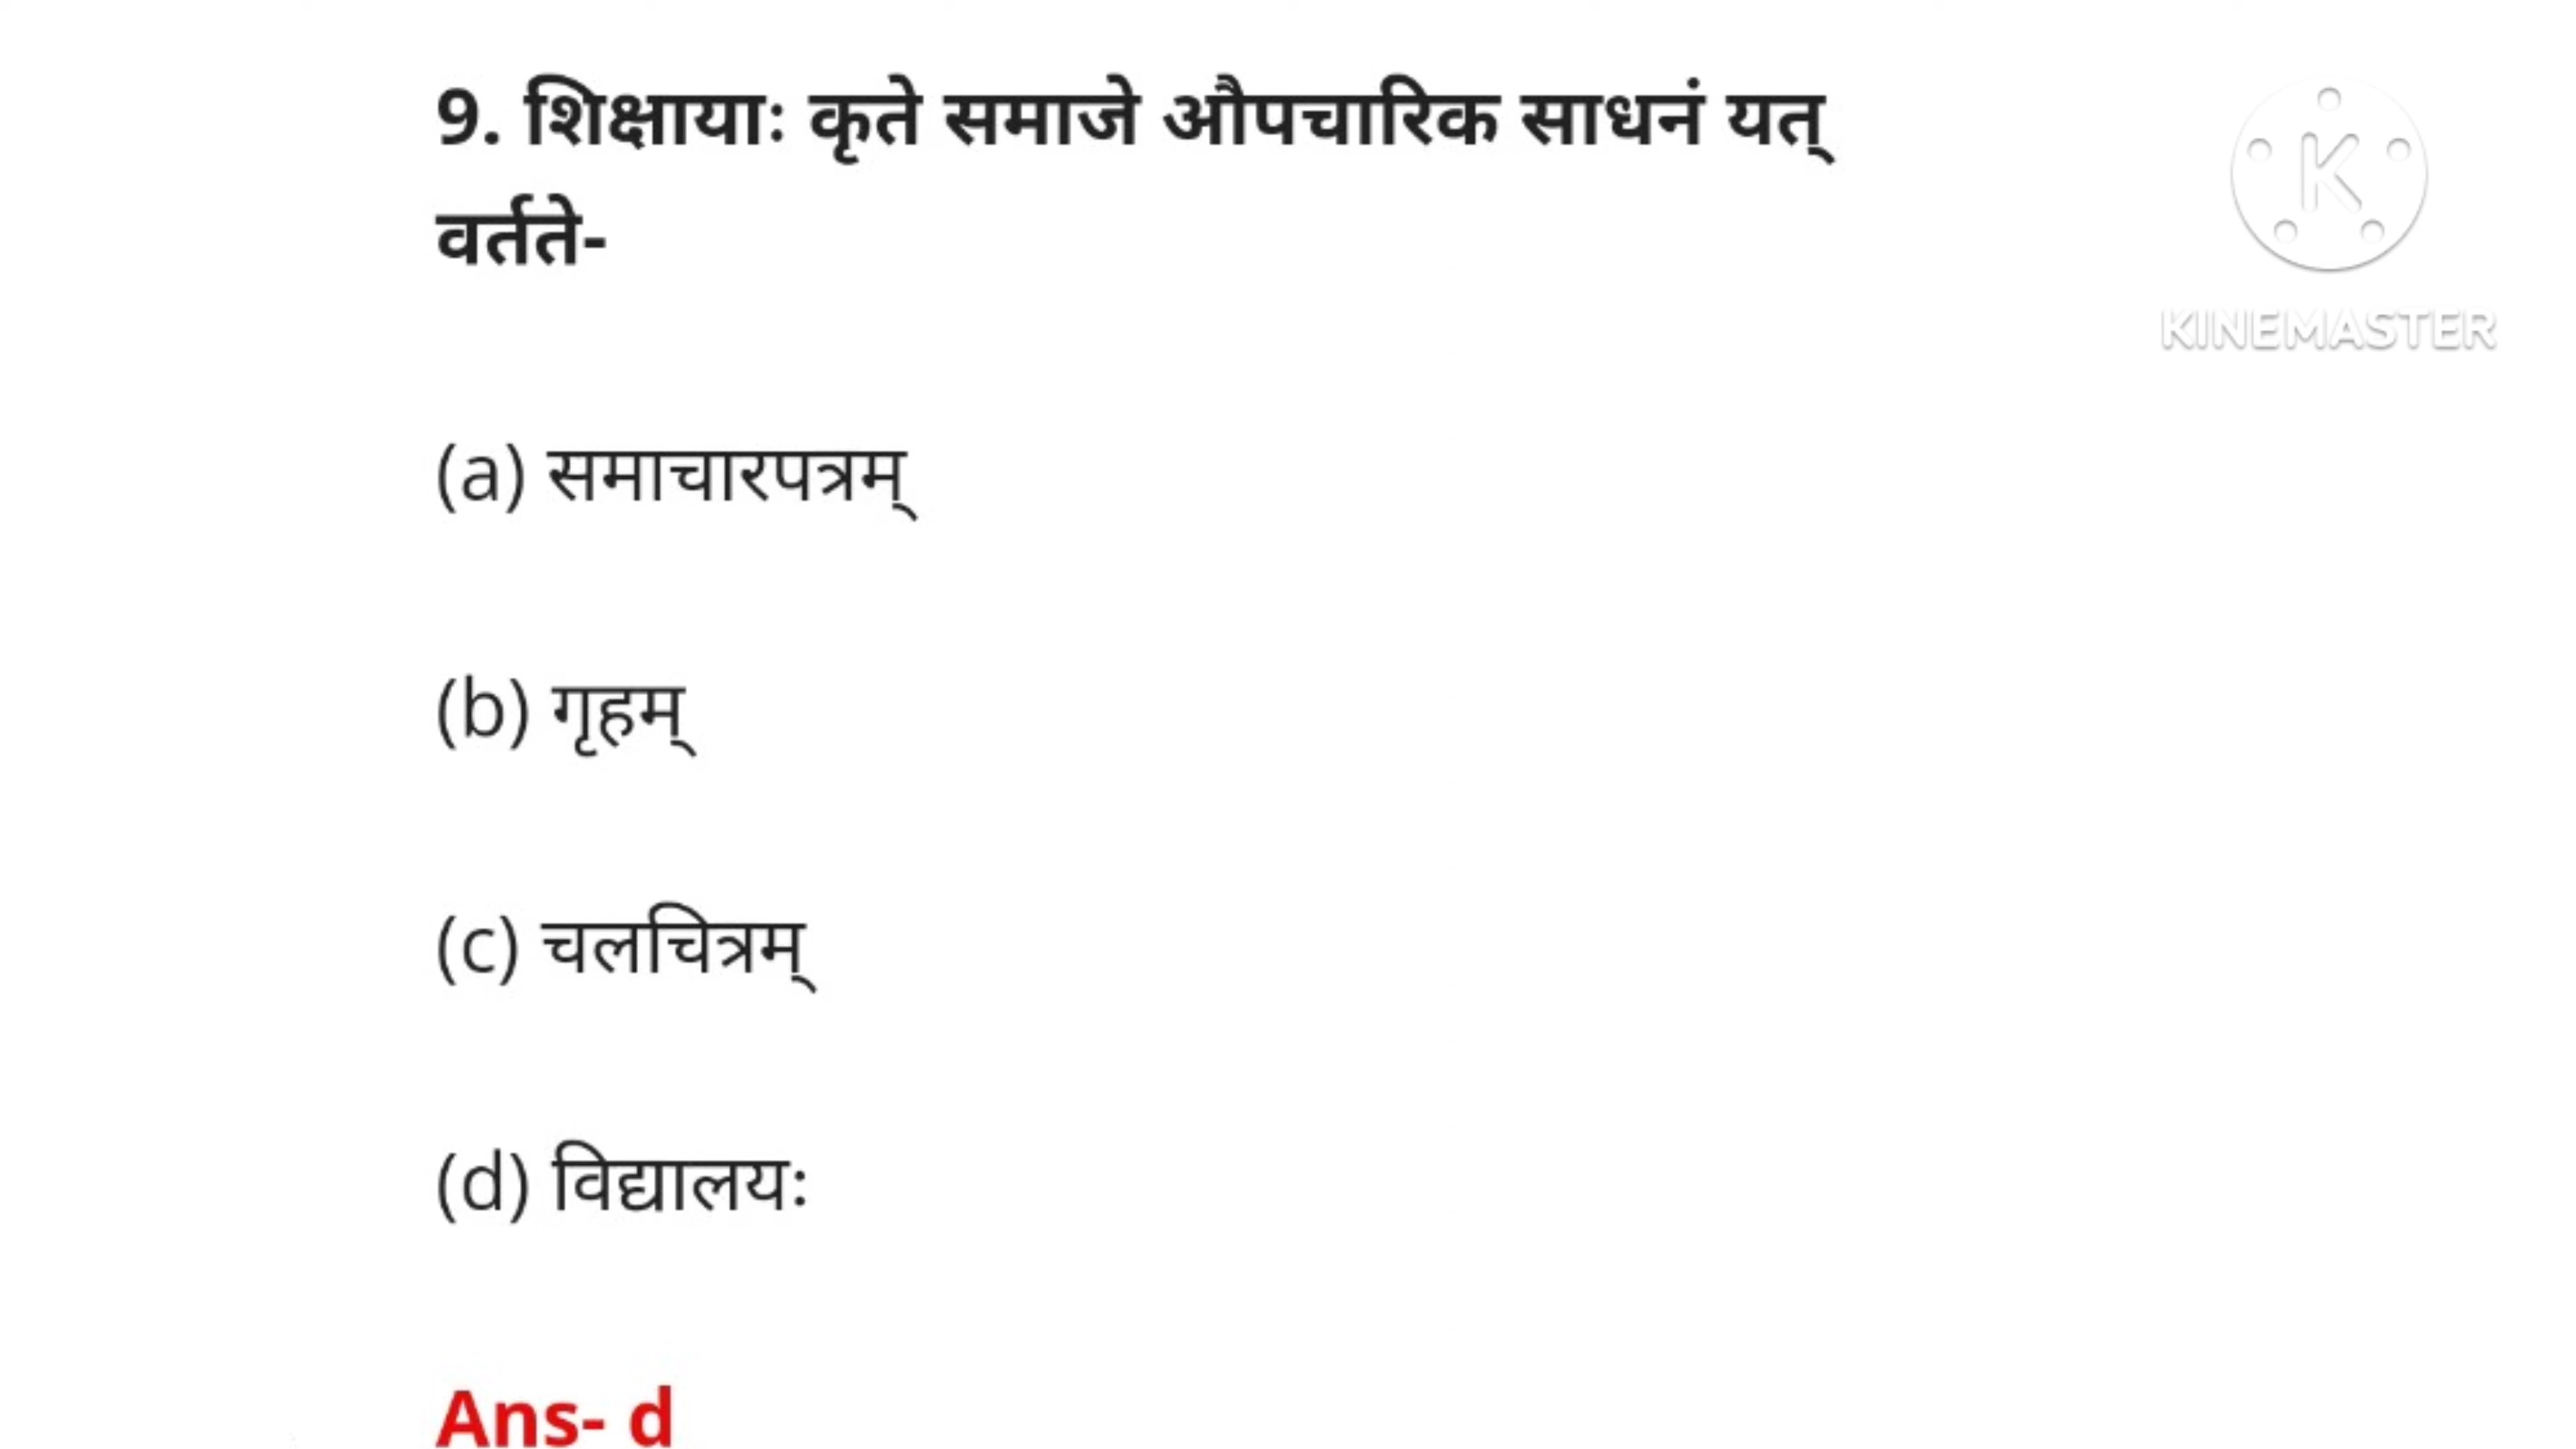 9. शिक्षायाः कृते समाजे औपचारिक साधनं यत्
वर्तते-
KINEMASTER
(a) समाचारपत्रम्
(b) गृहम्
(c) चलचित्रम्
(d) विद्यालयः
Ans- d